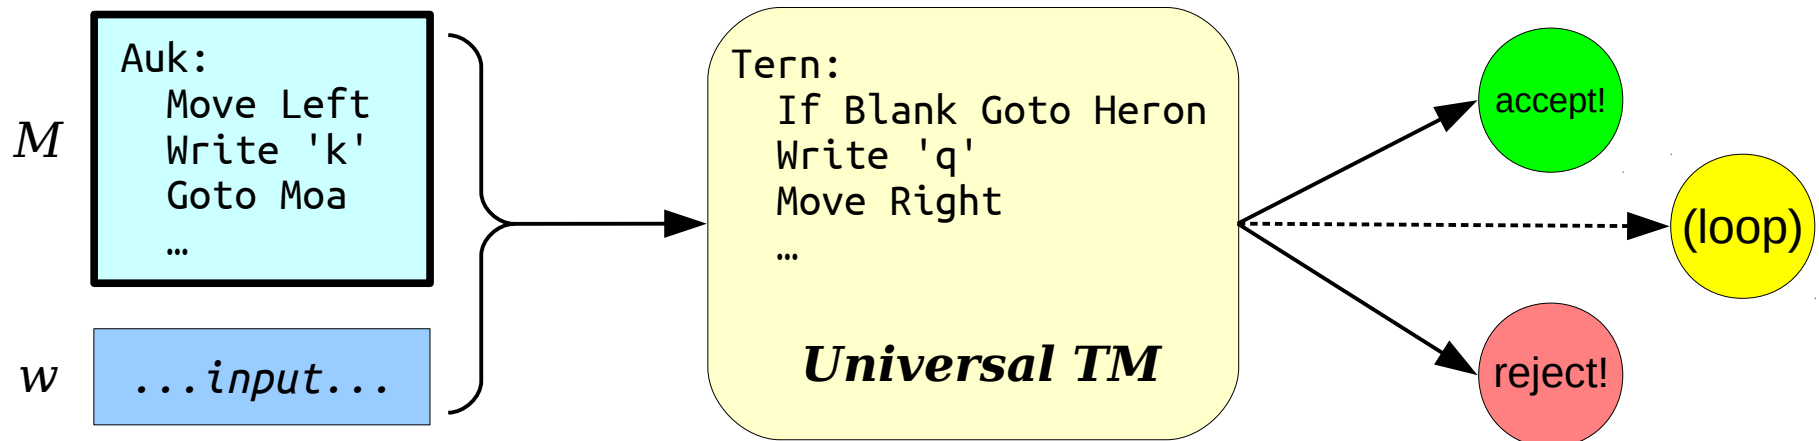 M
Auk:
Move Left
Write 'k'
Goto Moa
…
w
...input...
Tern:
If Blank Goto Heron
Write 'q'
Move Right
…
Universal TM
accept!
(loop)
reject!